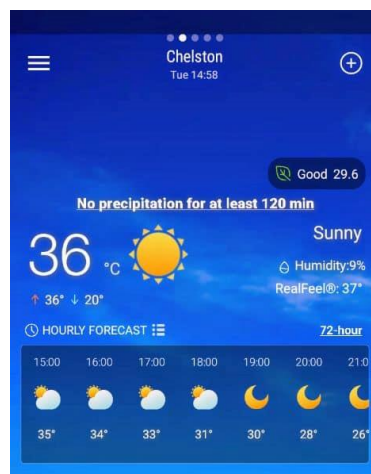 Chelston
Tue 14:58
Good 29.6
No precipitation for at least 120 min
36 °C
Sunny
Humidity:9%
↑ 36° ↓ 20°
RealFeel®: 37°
HOURLY FORECAST
72-hour
15:00 16:00 17:00 18:00 19:00 20:00 21:0
35° 34° 33° 31° 30° 28° 26°